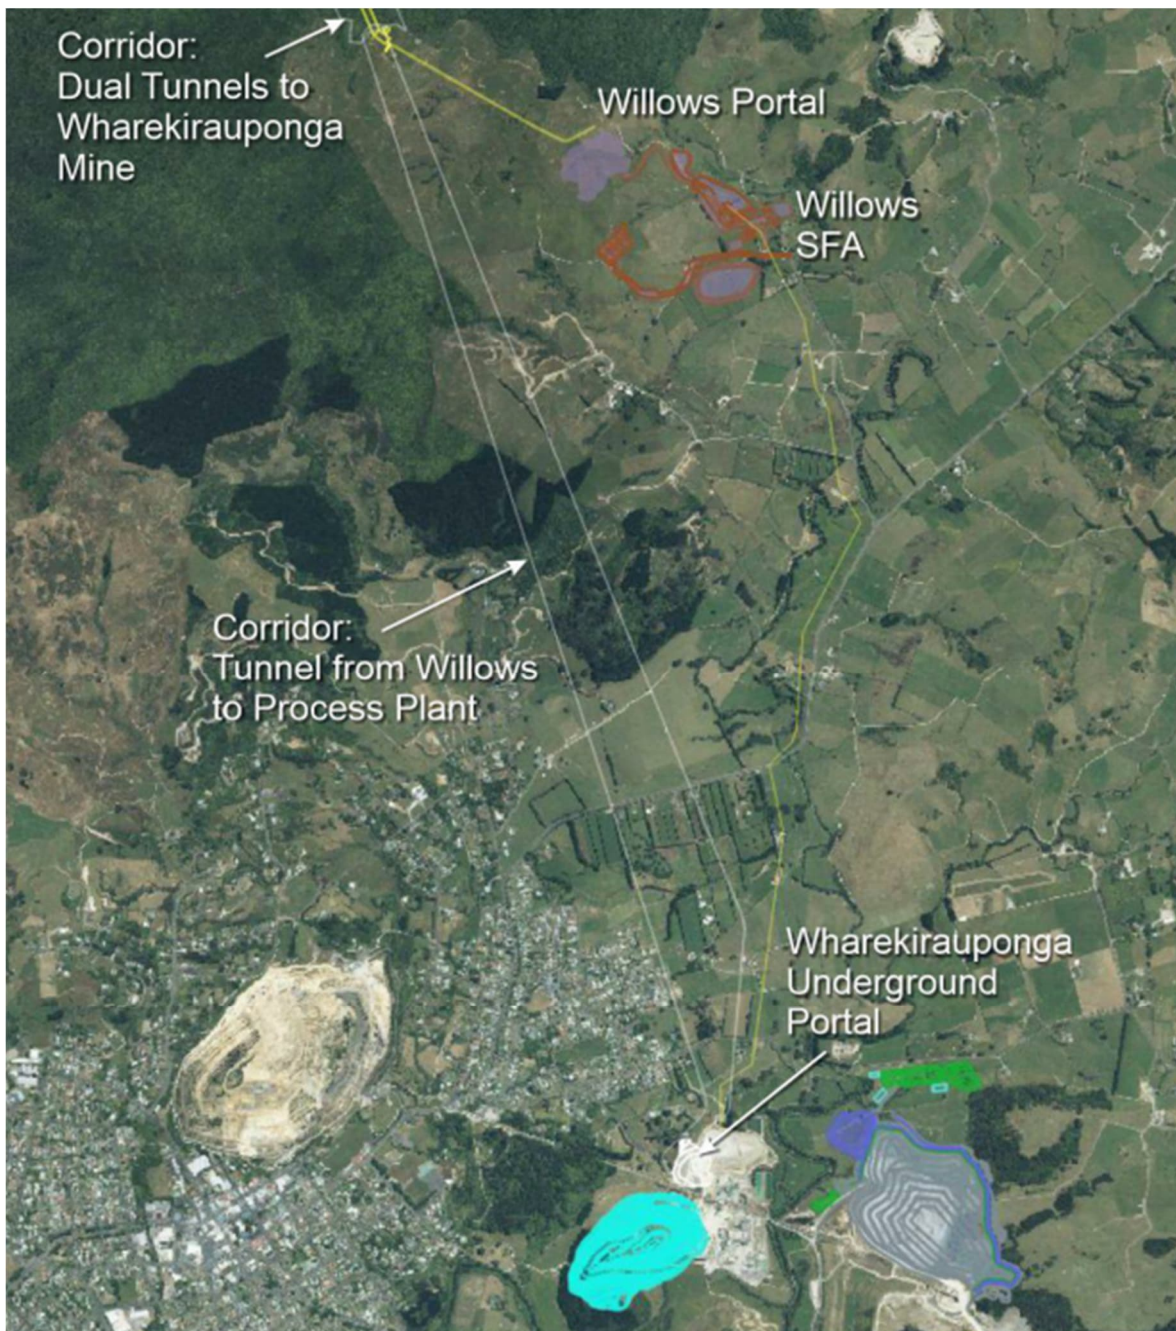 Corridor:
Dual Tunnels to
Wharekirauponga
Mine
Willows Portal
Willows
SFA
Corridor:
Tunnel from Willows
to Process Plant
Wharekirauponga
Underground
Portal